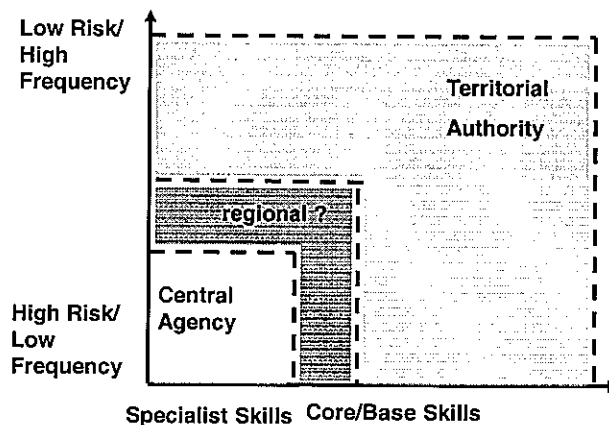 Low Risk/
High
Frequency
Territorial
Authority
regional ?
Central
Agency
High Risk/
Low
Frequency
Specialist Skills Core/Base Skills